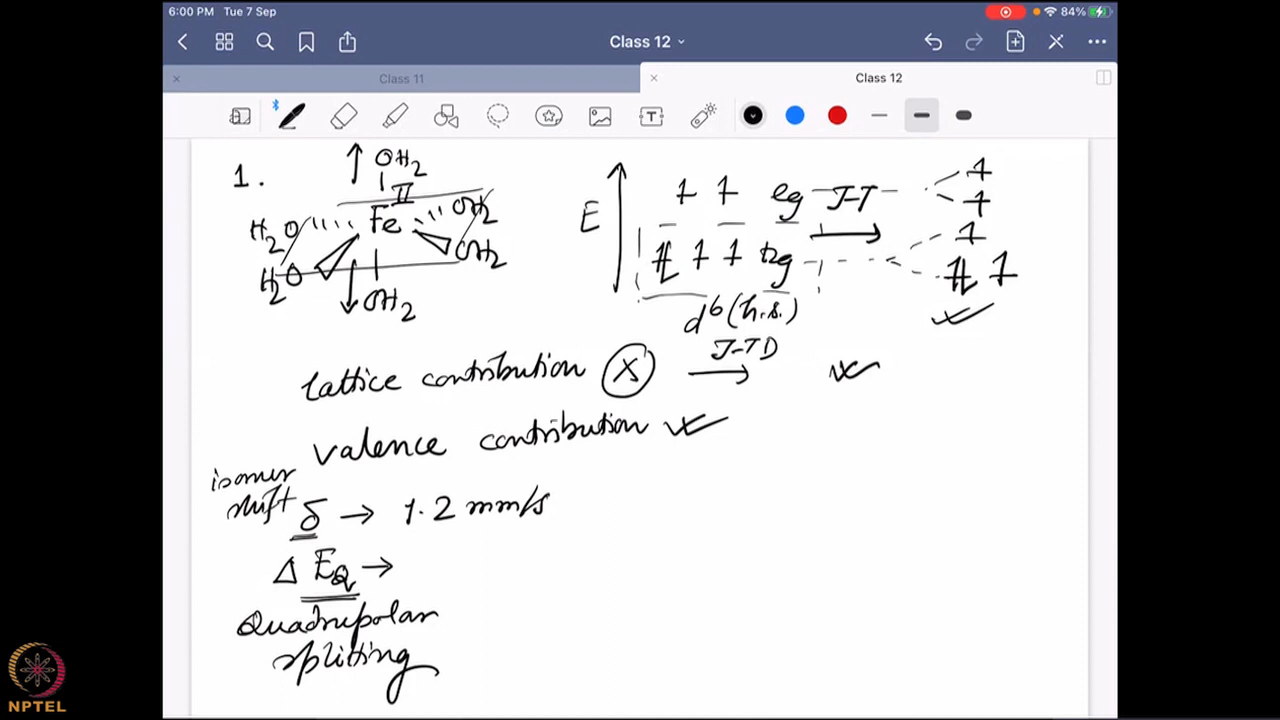 6:00 PM Tue 7 Sep
84%
Class 12
Class 11
Class 12
T
1.
OH2
II
H2O Fe OH2
H2O OH2
OH2
E
eg J-T
t2g
d6 (h.s.)
lattice contribution X J-TD
valence contribution
isomer
shift δ → 1.2 mm/s
Δ EQ →
Quadrupolar
splitting
NPTEL